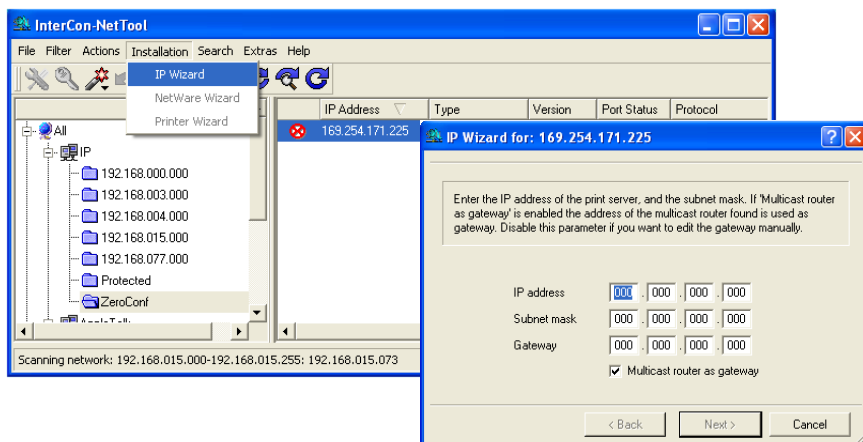 InterCon-NetTool
File Filter Actions Installation Search Extras Help
IP Wizard
NetWare Wizard
Printer Wizard
IP Address Type Version Port Status Protocol
169.254.171.225
All
IP
192.168.000.000
192.168.003.000
192.168.004.000
192.168.015.000
192.168.077.000
Protected
ZeroConf
Scanning network: 192.168.015.000-192.168.015.255: 192.168.015.073
IP Wizard for: 169.254.171.225
Enter the IP address of the print server, and the subnet mask. If 'Multicast router
as gateway' is enabled the address of the multicast router found is used as
gateway. Disable this parameter if you want to edit the gateway manually.
IP address 000 . 000 . 000 . 000
Subnet mask 000 . 000 . 000 . 000
Gateway 000 . 000 . 000 . 000
Multicast router as gateway
< Back Next > Cancel